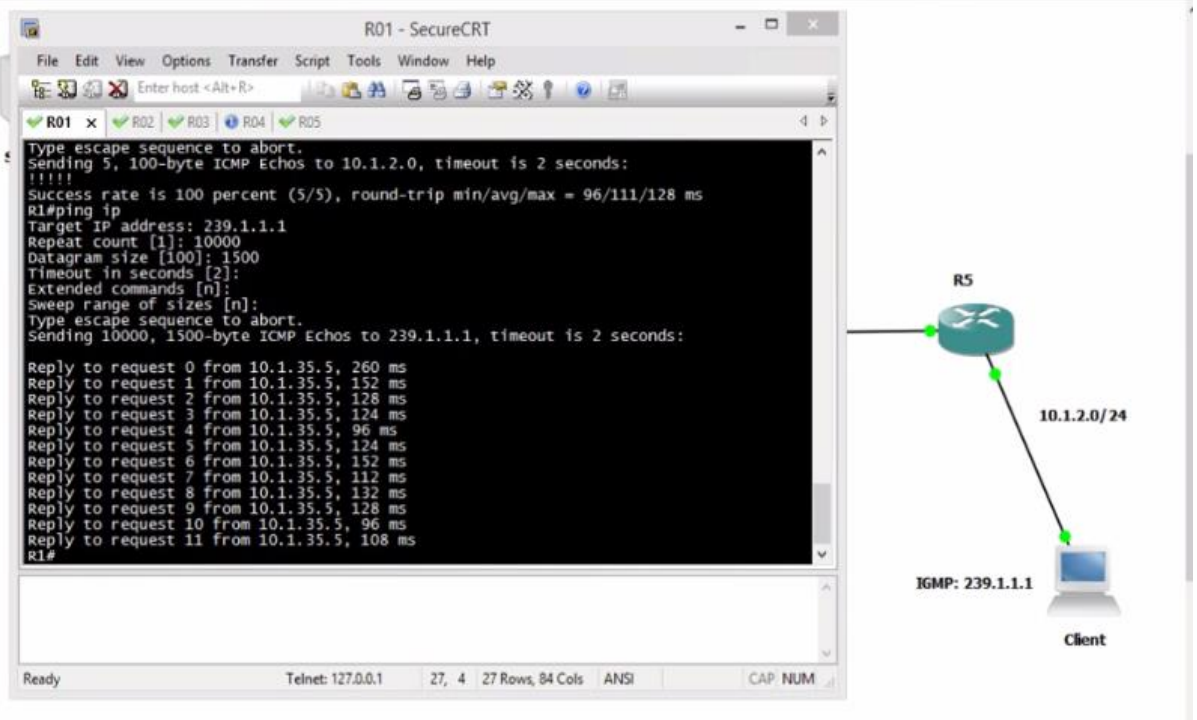 R01 - SecureCRT
File Edit View Options Transfer Script Tools Window Help
Enter host <Alt+R>
R01 x R02 R03 R04 R05
Type escape sequence to abort.
Sending 5, 100-byte ICMP Echos to 10.1.2.0, timeout is 2 seconds:
!!!!!
Success rate is 100 percent (5/5), round-trip min/avg/max = 96/111/128 ms
R1#ping ip
Target IP address: 239.1.1.1
Repeat count [1]: 10000
Datagram size [100]: 1500
Timeout in seconds [2]:
Extended commands [n]:
Sweep range of sizes [n]:
Type escape sequence to abort.
Sending 10000, 1500-byte ICMP Echos to 239.1.1.1, timeout is 2 seconds:
Reply to request 0 from 10.1.35.5, 260 ms
Reply to request 1 from 10.1.35.5, 152 ms
Reply to request 2 from 10.1.35.5, 128 ms
Reply to request 3 from 10.1.35.5, 124 ms
Reply to request 4 from 10.1.35.5, 96 ms
Reply to request 5 from 10.1.35.5, 124 ms
Reply to request 6 from 10.1.35.5, 152 ms
Reply to request 7 from 10.1.35.5, 112 ms
Reply to request 8 from 10.1.35.5, 132 ms
Reply to request 9 from 10.1.35.5, 128 ms
Reply to request 10 from 10.1.35.5, 96 ms
Reply to request 11 from 10.1.35.5, 108 ms
R1#
Ready Telnet: 127.0.0.1 27, 4 27 Rows, 84 Cols ANSI CAP NUM
R5
10.1.2.0/24
IGMP: 239.1.1.1
Client